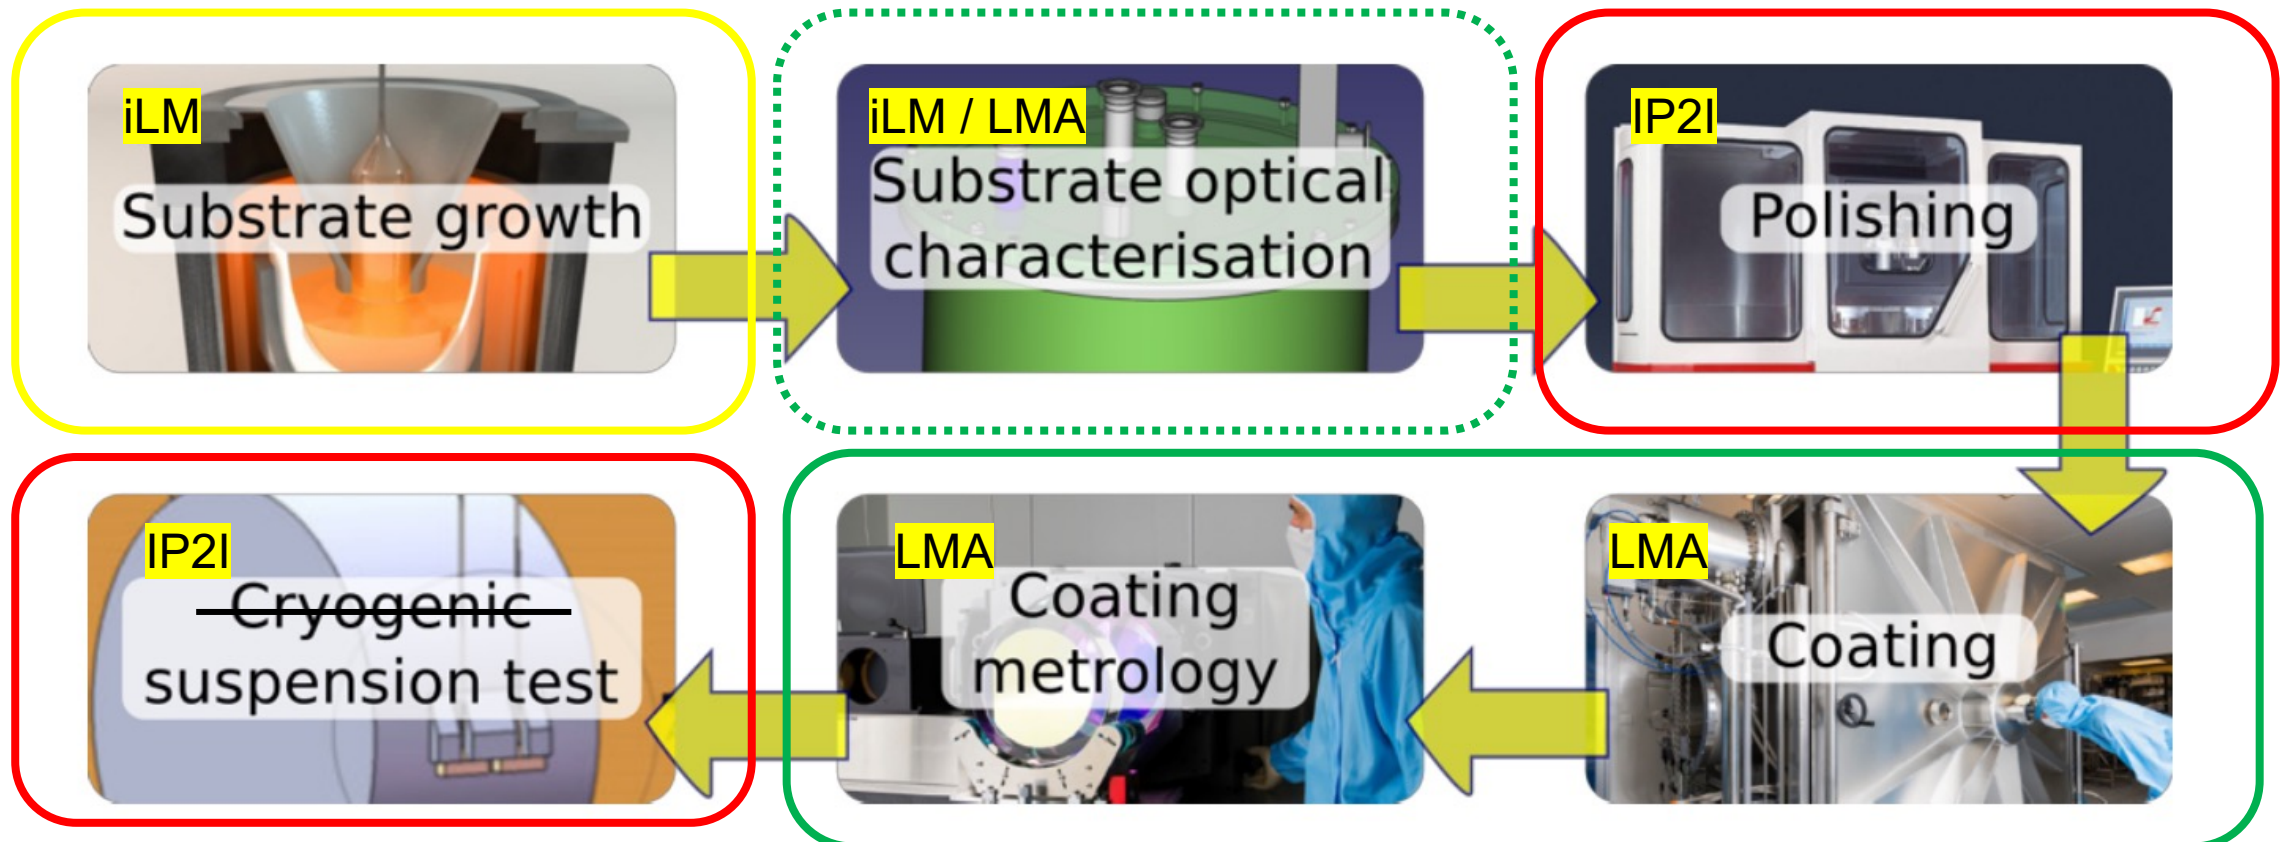 iLM
Substrate growth
iLM / LMA
Substrate optical
characterisation
IP2I
Polishing
IP2I
Cryogenic
suspension test
LMA
Coating
metrology
LMA
Coating